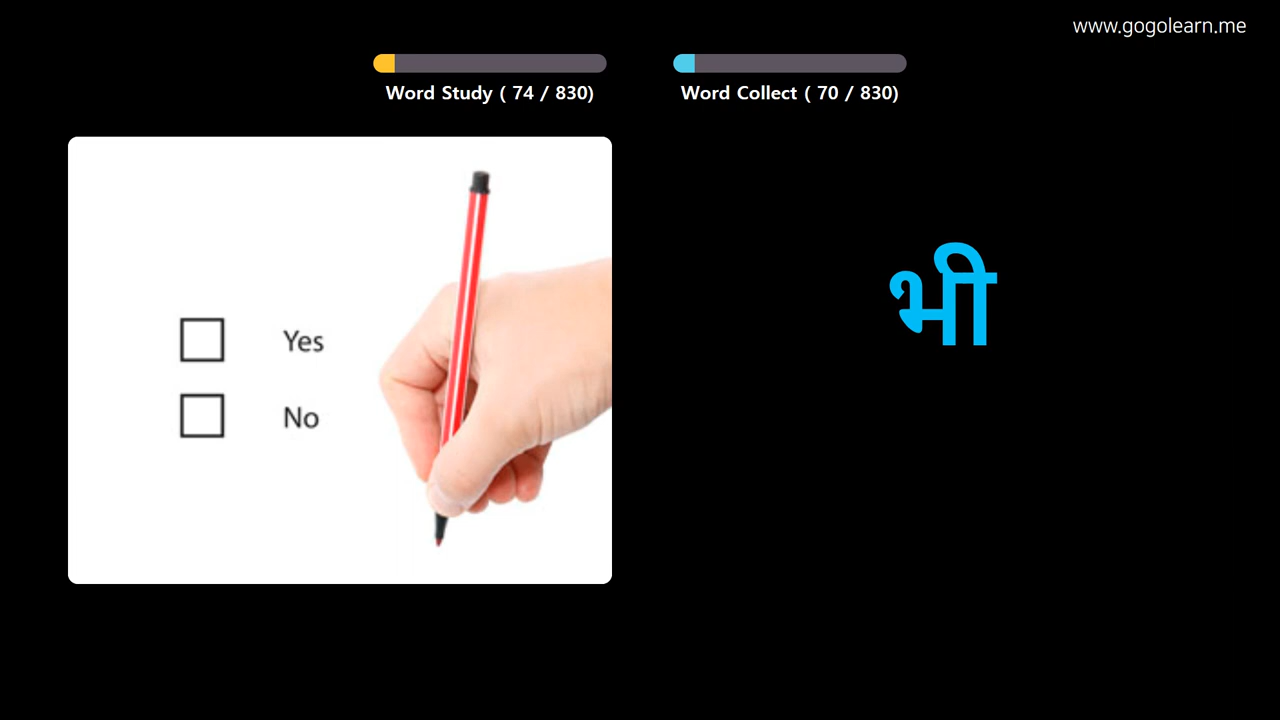 www.gogolearn.me
Word Study ( 74 / 830)
Word Collect ( 70 / 830)
Yes
No
भी